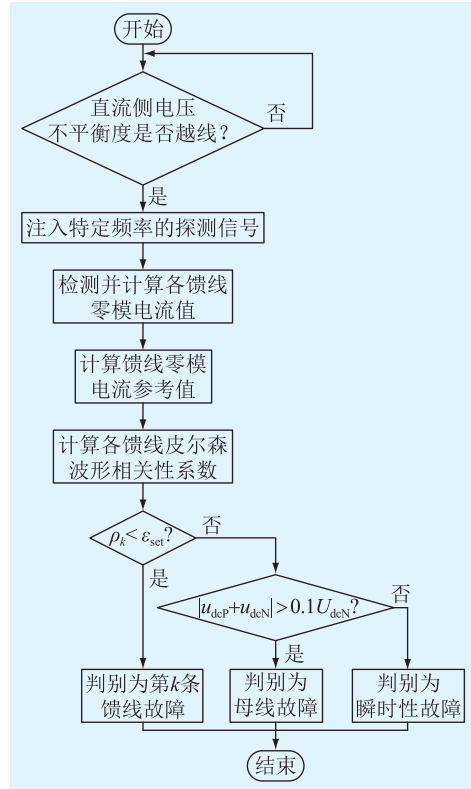 开始
直流侧电压
不平衡度是否越线？
否
是
注入特定频率的探测信号
检测并计算各馈线
零模电流值
计算馈线零模
电流参考值
计算各馈线皮尔森
波形相关性系数
ρk<εset?
否
是
|udcP+udcN|>0.1UdcN?
否
是
判别为第k条
馈线故障
判别为
母线故障
判别为
瞬时性故障
结束